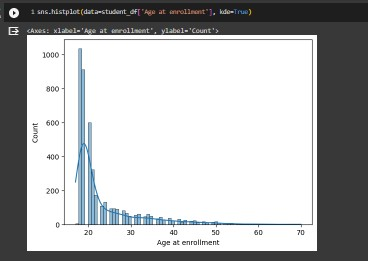 1 sns.histplot(data=student_df['Age at enrollment'], kde=True)
<Axes: xlabel='Age at enrollment', ylabel='Count'>
1000
800
600
400
200
0
Count
20 30 40 50 60 70
Age at enrollment